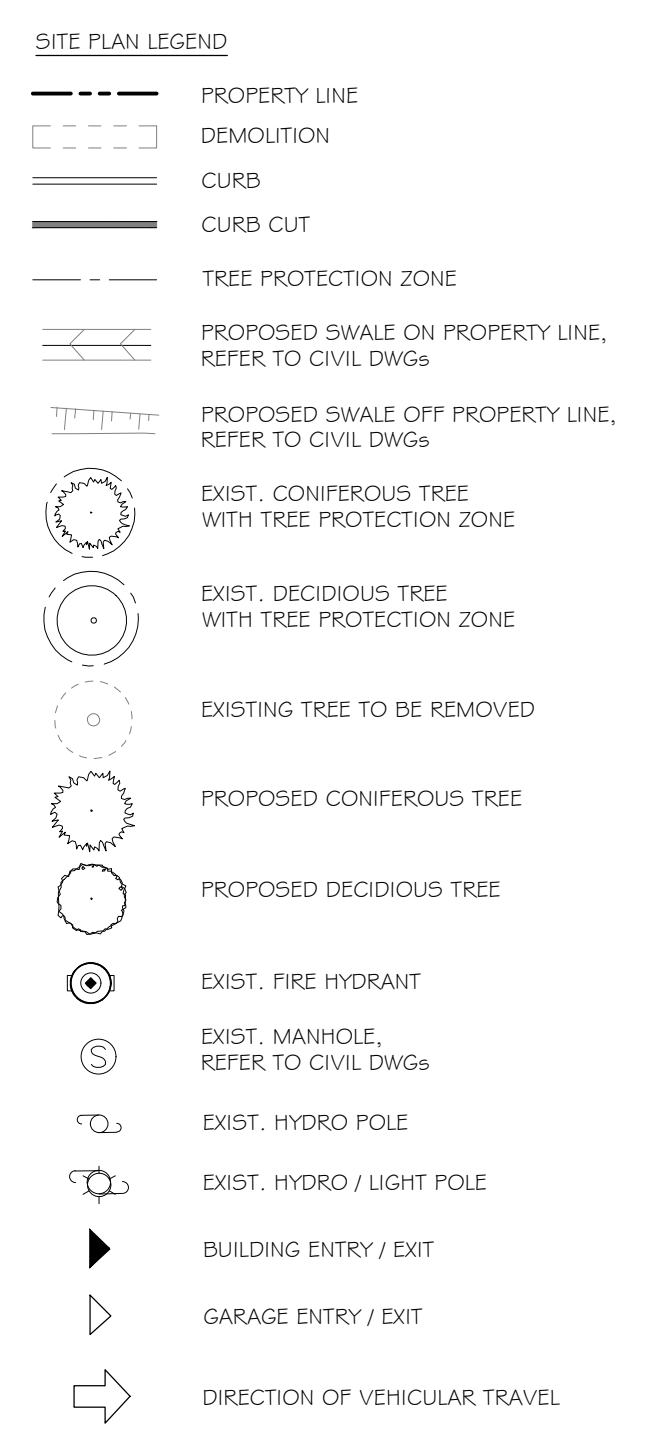 SITE PLAN LEGEND
PROPERTY LINE
DEMOLITION
CURB
CURB CUT
TREE PROTECTION ZONE
PROPOSED SWALE ON PROPERTY LINE,
REFER TO CIVIL DWGs
PROPOSED SWALE OFF PROPERTY LINE,
REFER TO CIVIL DWGs
EXIST. CONIFEROUS TREE
WITH TREE PROTECTION ZONE
EXIST. DECIDIOUS TREE
WITH TREE PROTECTION ZONE
EXISTING TREE TO BE REMOVED
PROPOSED CONIFEROUS TREE
PROPOSED DECIDIOUS TREE
EXIST. FIRE HYDRANT
S
EXIST. MANHOLE,
REFER TO CIVIL DWGs
EXIST. HYDRO POLE
EXIST. HYDRO / LIGHT POLE
BUILDING ENTRY / EXIT
GARAGE ENTRY / EXIT
DIRECTION OF VEHICULAR TRAVEL